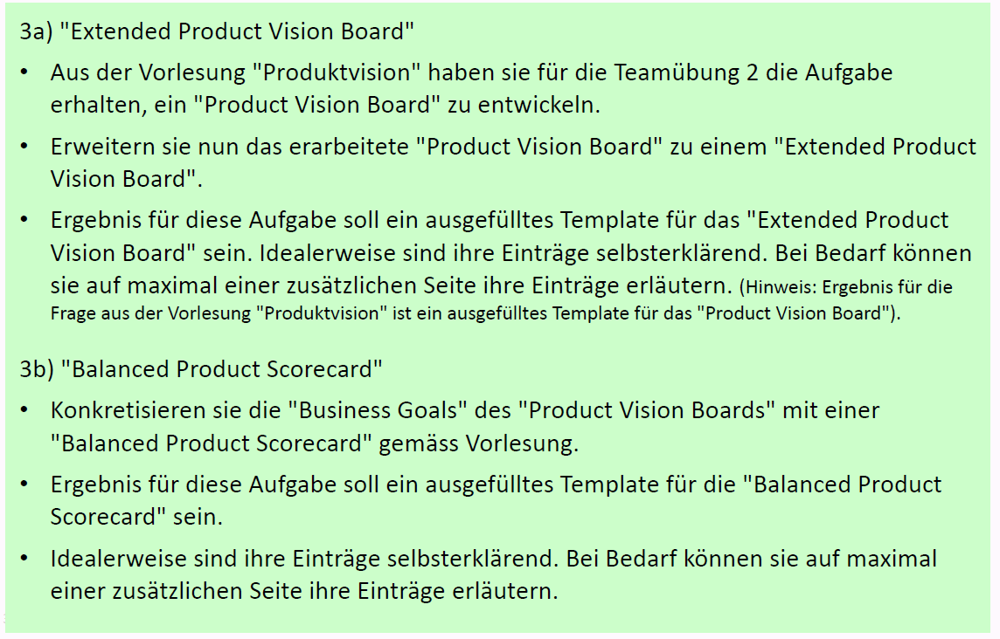 3a) "Extended Product Vision Board"
• Aus der Vorlesung "Produktvision" haben sie für die Teamübung 2 die Aufgabe
erhalten, ein "Product Vision Board" zu entwickeln.
• Erweitern sie nun das erarbeitete "Product Vision Board" zu einem "Extended Product
Vision Board".
• Ergebnis für diese Aufgabe soll ein ausgefülltes Template für das "Extended Product
Vision Board" sein. Idealerweise sind ihre Einträge selbsterklärend. Bei Bedarf können
sie auf maximal einer zusätzlichen Seite ihre Einträge erläutern. (Hinweis: Ergebnis für die
Frage aus der Vorlesung "Produktvision" ist ein ausgefülltes Template für das "Product Vision Board").
3b) "Balanced Product Scorecard"
• Konkretisieren sie die "Business Goals" des "Product Vision Boards" mit einer
"Balanced Product Scorecard" gemäss Vorlesung.
• Ergebnis für diese Aufgabe soll ein ausgefülltes Template für die "Balanced Product
Scorecard" sein.
• Idealerweise sind ihre Einträge selbsterklärend. Bei Bedarf können sie auf maximal
einer zusätzlichen Seite ihre Einträge erläutern.